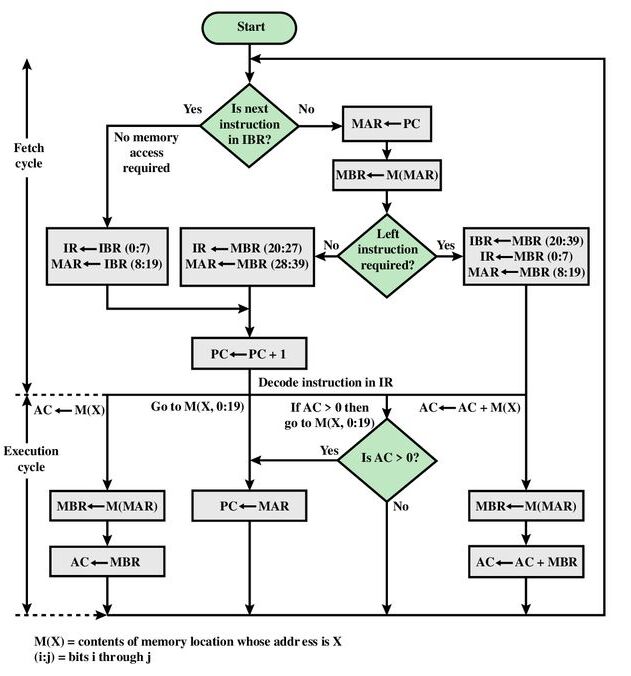 Start
Is next
instruction
in IBR?
Yes
No
No memory
access
required
MAR ← PC
MBR ← M(MAR)
Left
instruction
required?
No
Yes
Fetch
cycle
IR ← IBR (0:7)
MAR ← IBR (8:19)
IR ← MBR (20:27)
MAR ← MBR (28:39)
IBR ← MBR (20:39)
IR ← MBR (0:7)
MAR ← MBR (8:19)
PC ← PC + 1
Decode instruction in IR
AC ← M(X)
Go to M(X, 0:19)
If AC > 0 then
go to M(X, 0:19)
AC ← AC + M(X)
Execution
cycle
Yes
Is AC > 0?
No
MBR ← M(MAR)
PC ← MAR
MBR ← M(MAR)
AC ← MBR
AC ← AC + MBR
M(X) = contents of memory location whose addr ess is X
(i:j) = bits i through j